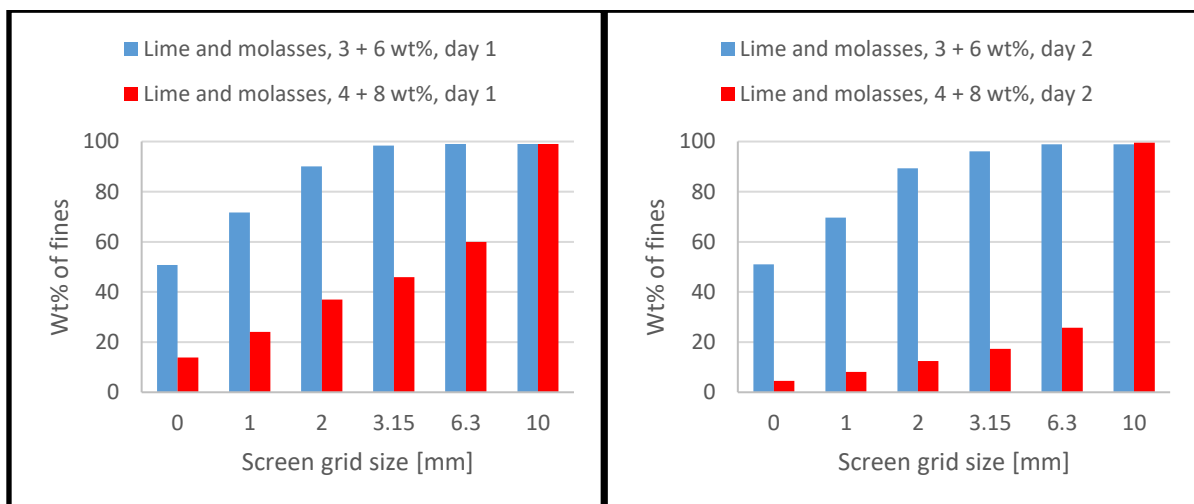 Lime and molasses, 3 + 6 wt%, day 1
Lime and molasses, 4 + 8 wt%, day 1
100
80
60
40
20
0
Wt% of fines
0 1 2 3.15 6.3 10
Screen grid size [mm]
Lime and molasses, 3 + 6 wt%, day 2
Lime and molasses, 4 + 8 wt%, day 2
100
80
60
40
20
0
Wt% of fines
0 1 2 3.15 6.3 10
Screen grid size [mm]